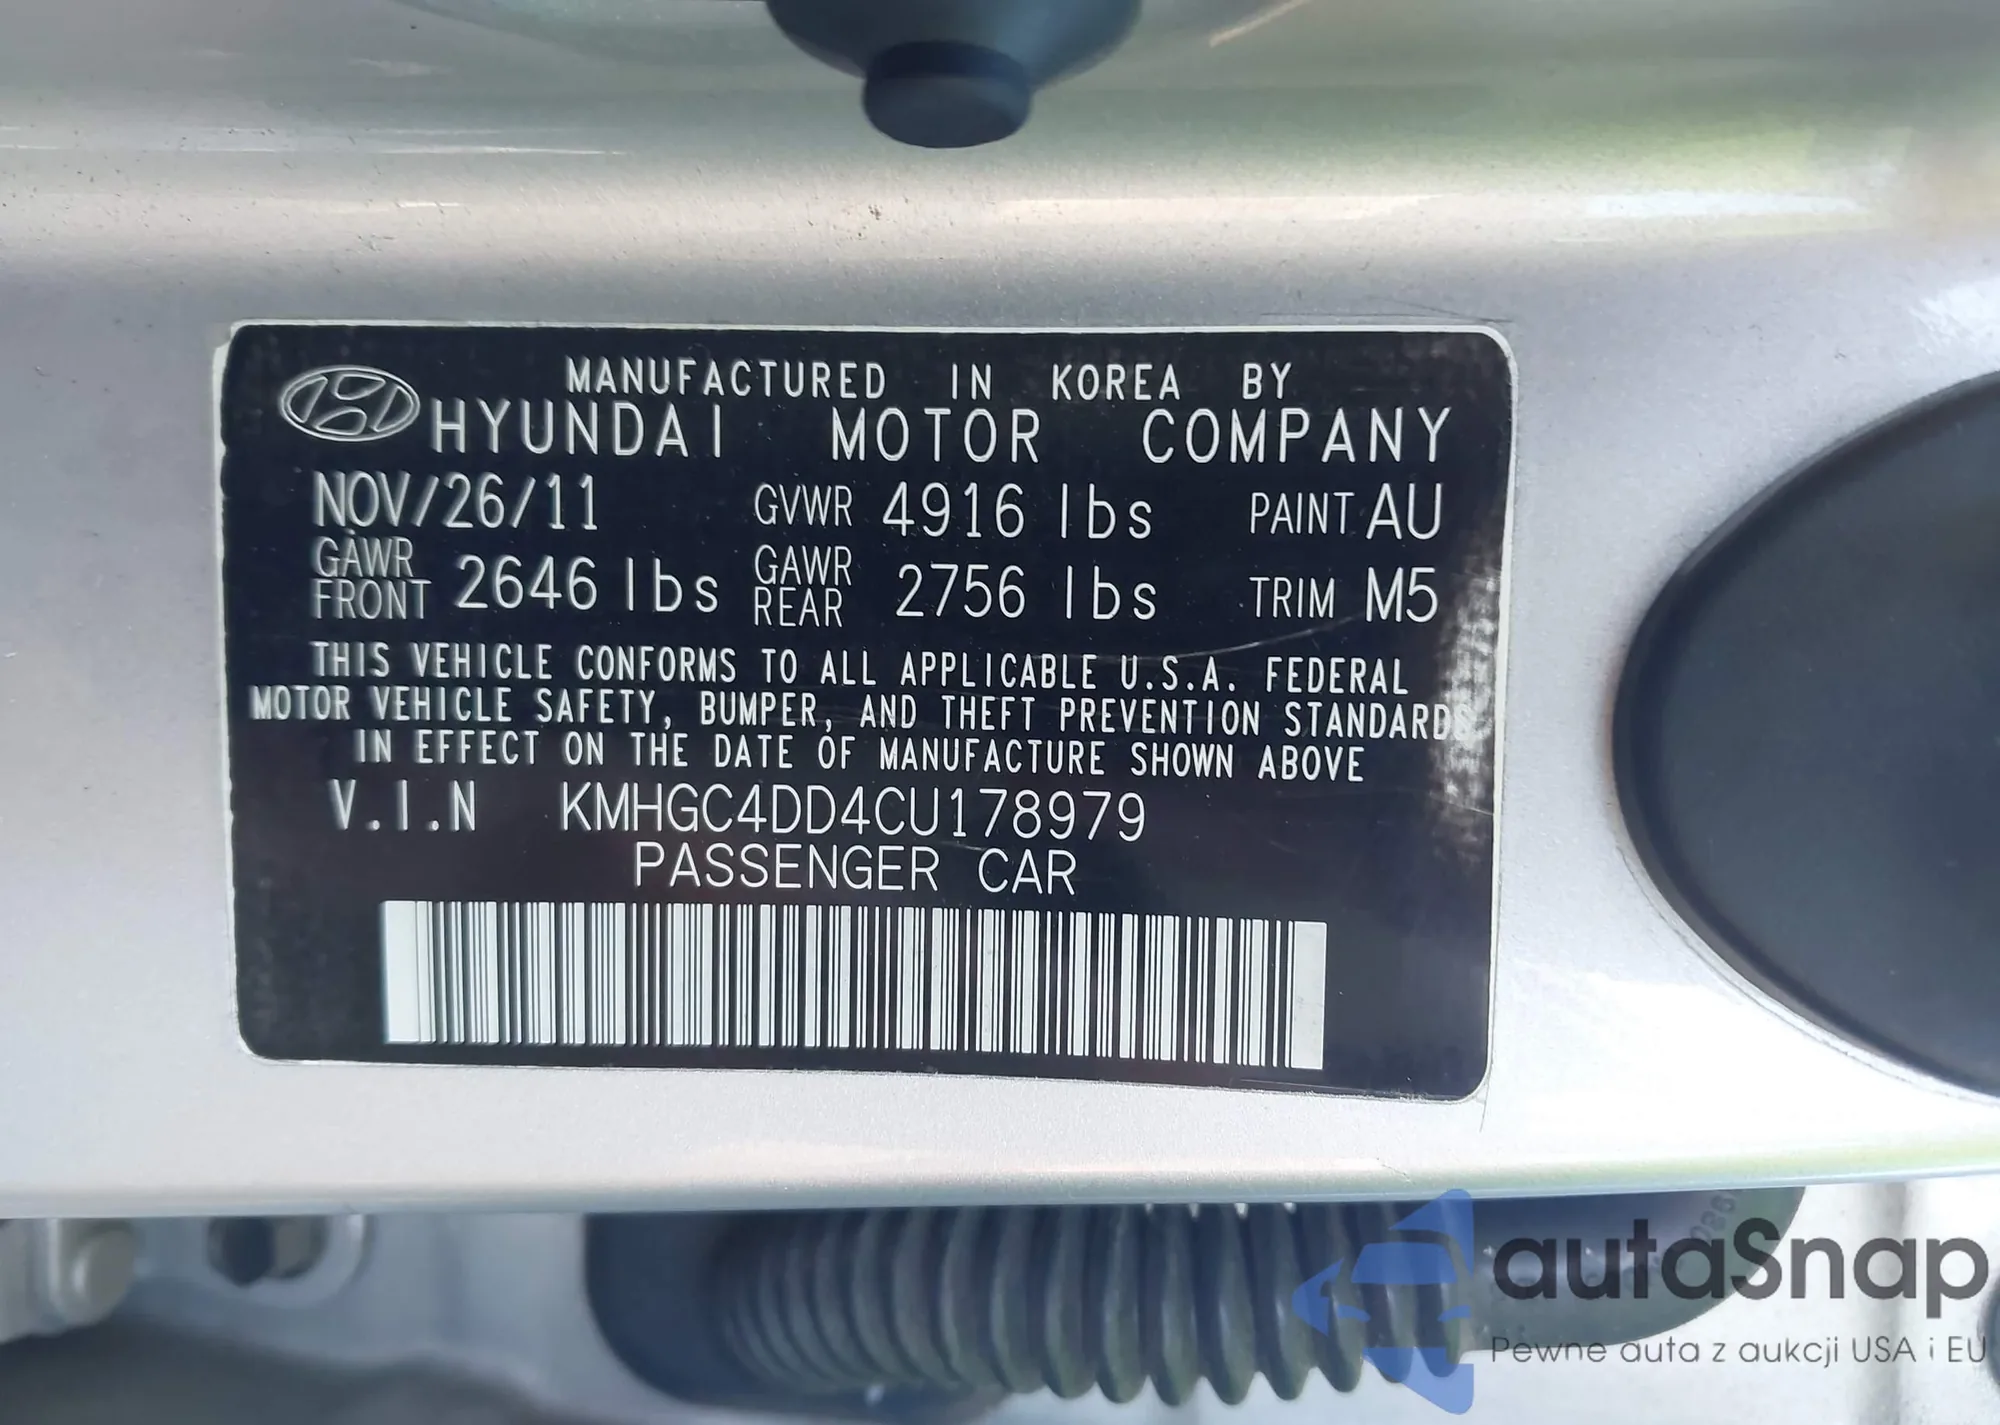 MANUFACTURED IN KOREA BY
HYUNDAI MOTOR COMPANY
NOV/26/11 GVWR 4916 lbs PAINT AU
GAWR FRONT 2646 lbs GAWR REAR 2756 lbs TRIM M5
THIS VEHICLE CONFORMS TO ALL APPLICABLE U.S.A. FEDERAL
MOTOR VEHICLE SAFETY, BUMPER, AND THEFT PREVENTION STANDARDS
IN EFFECT ON THE DATE OF MANUFACTURE SHOWN ABOVE
V.I.N KMHGC4DD4CU178979
PASSENGER CAR
autaSnap
Pewne auta z aukcji USA i EU